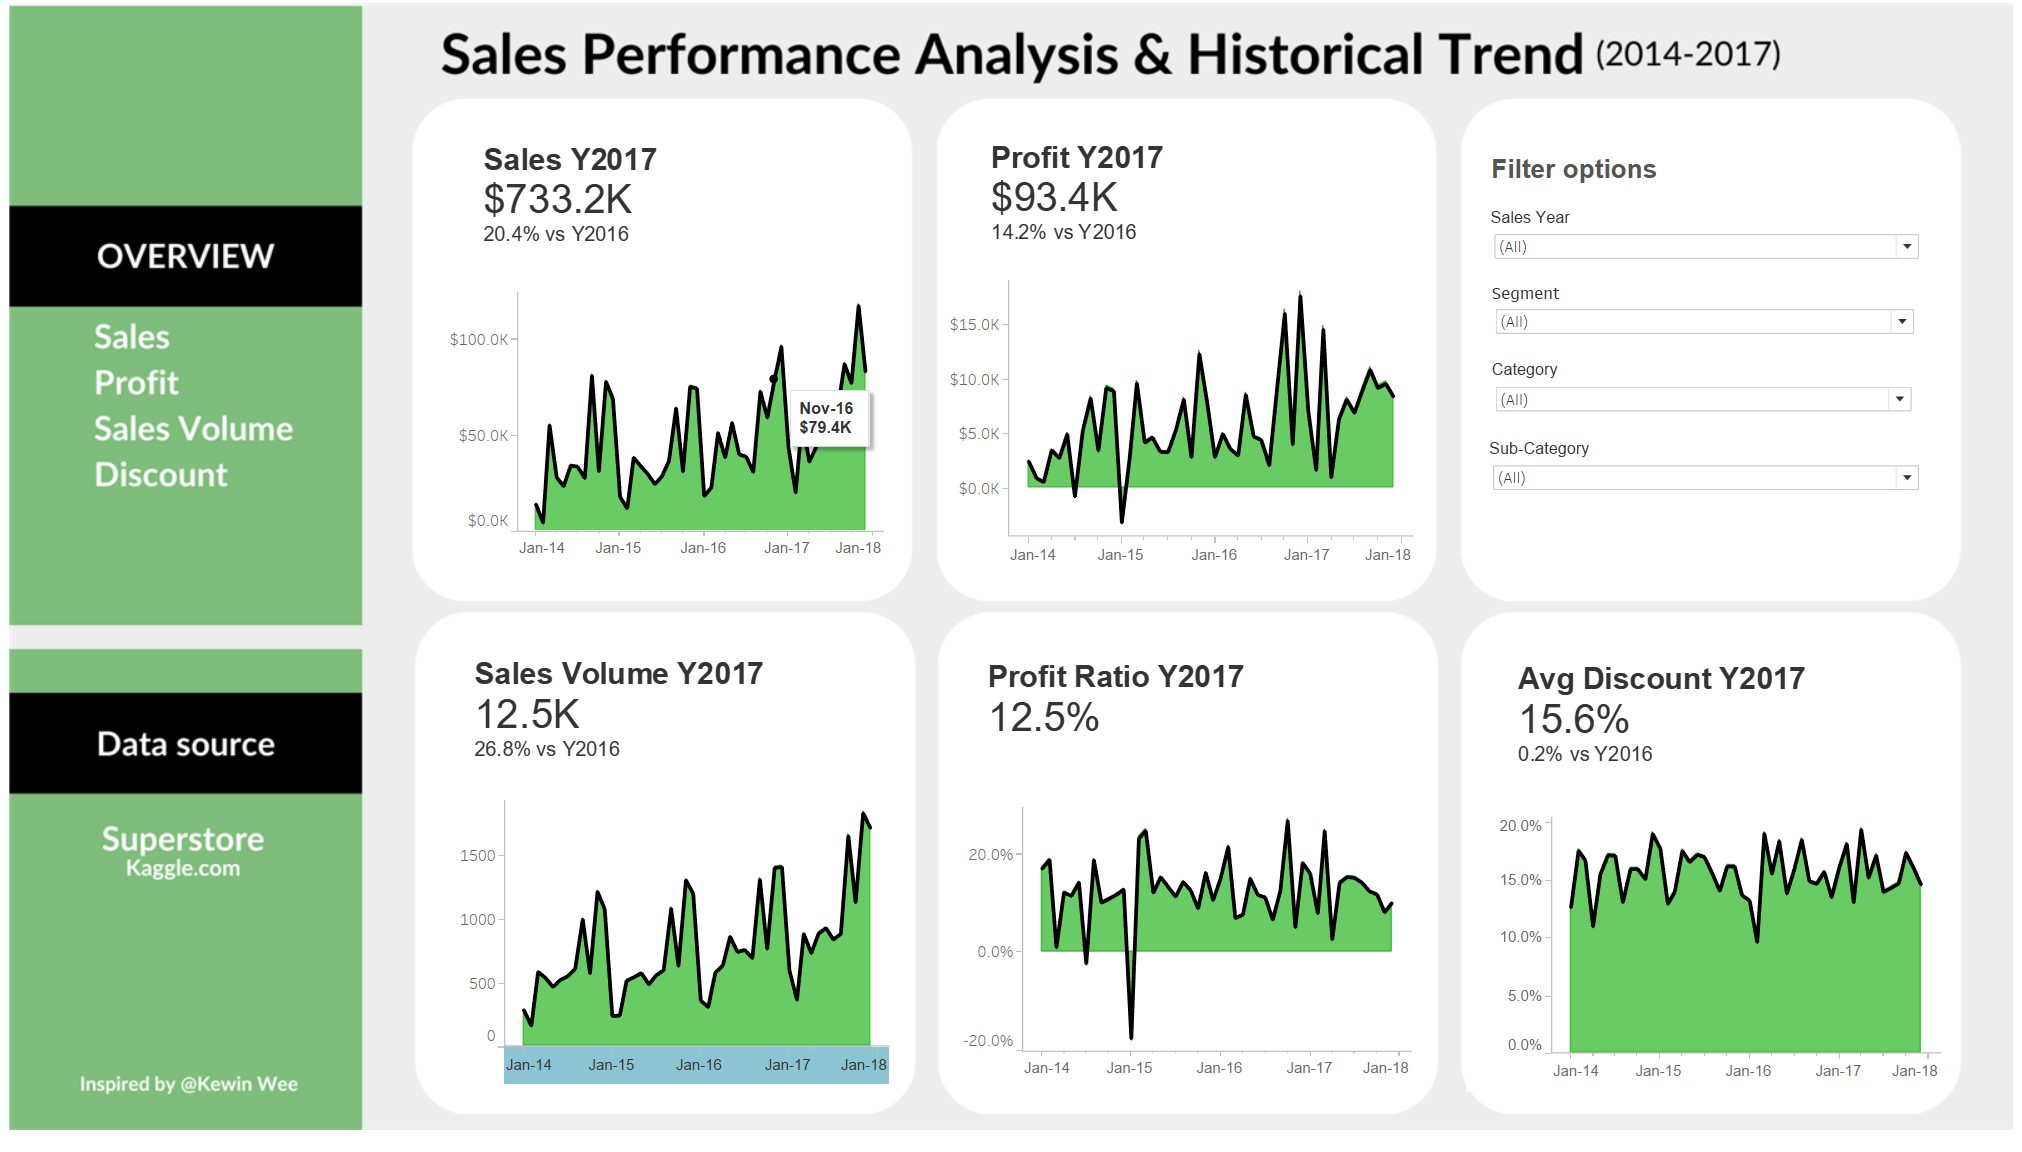 Sales Performance Analysis & Historical Trend (2014-2017)
OVERVIEW
Sales
Profit
Sales Volume
Discount
Data source
Superstore
Kaggle.com
Inspired by @Kewin Wee
Sales Y2017
$733.2K
20.4% vs Y2016
$100.0K
$50.0K
$0.0K
Nov-16
$79.4K
Jan-14 Jan-15 Jan-16 Jan-17 Jan-18
Profit Y2017
$93.4K
14.2% vs Y2016
$15.0K
$10.0K
$5.0K
$0.0K
Jan-14 Jan-15 Jan-16 Jan-17 Jan-18
Filter options
Sales Year
(All)
Segment
(All)
Category
(All)
Sub-Category
(All)
Sales Volume Y2017
12.5K
26.8% vs Y2016
1500
1000
500
0
Jan-14 Jan-15 Jan-16 Jan-17 Jan-18
Profit Ratio Y2017
12.5%
20.0%
0.0%
-20.0%
Jan-14 Jan-15 Jan-16 Jan-17 Jan-18
Avg Discount Y2017
15.6%
0.2% vs Y2016
20.0%
15.0%
10.0%
5.0%
0.0%
Jan-14 Jan-15 Jan-16 Jan-17 Jan-18